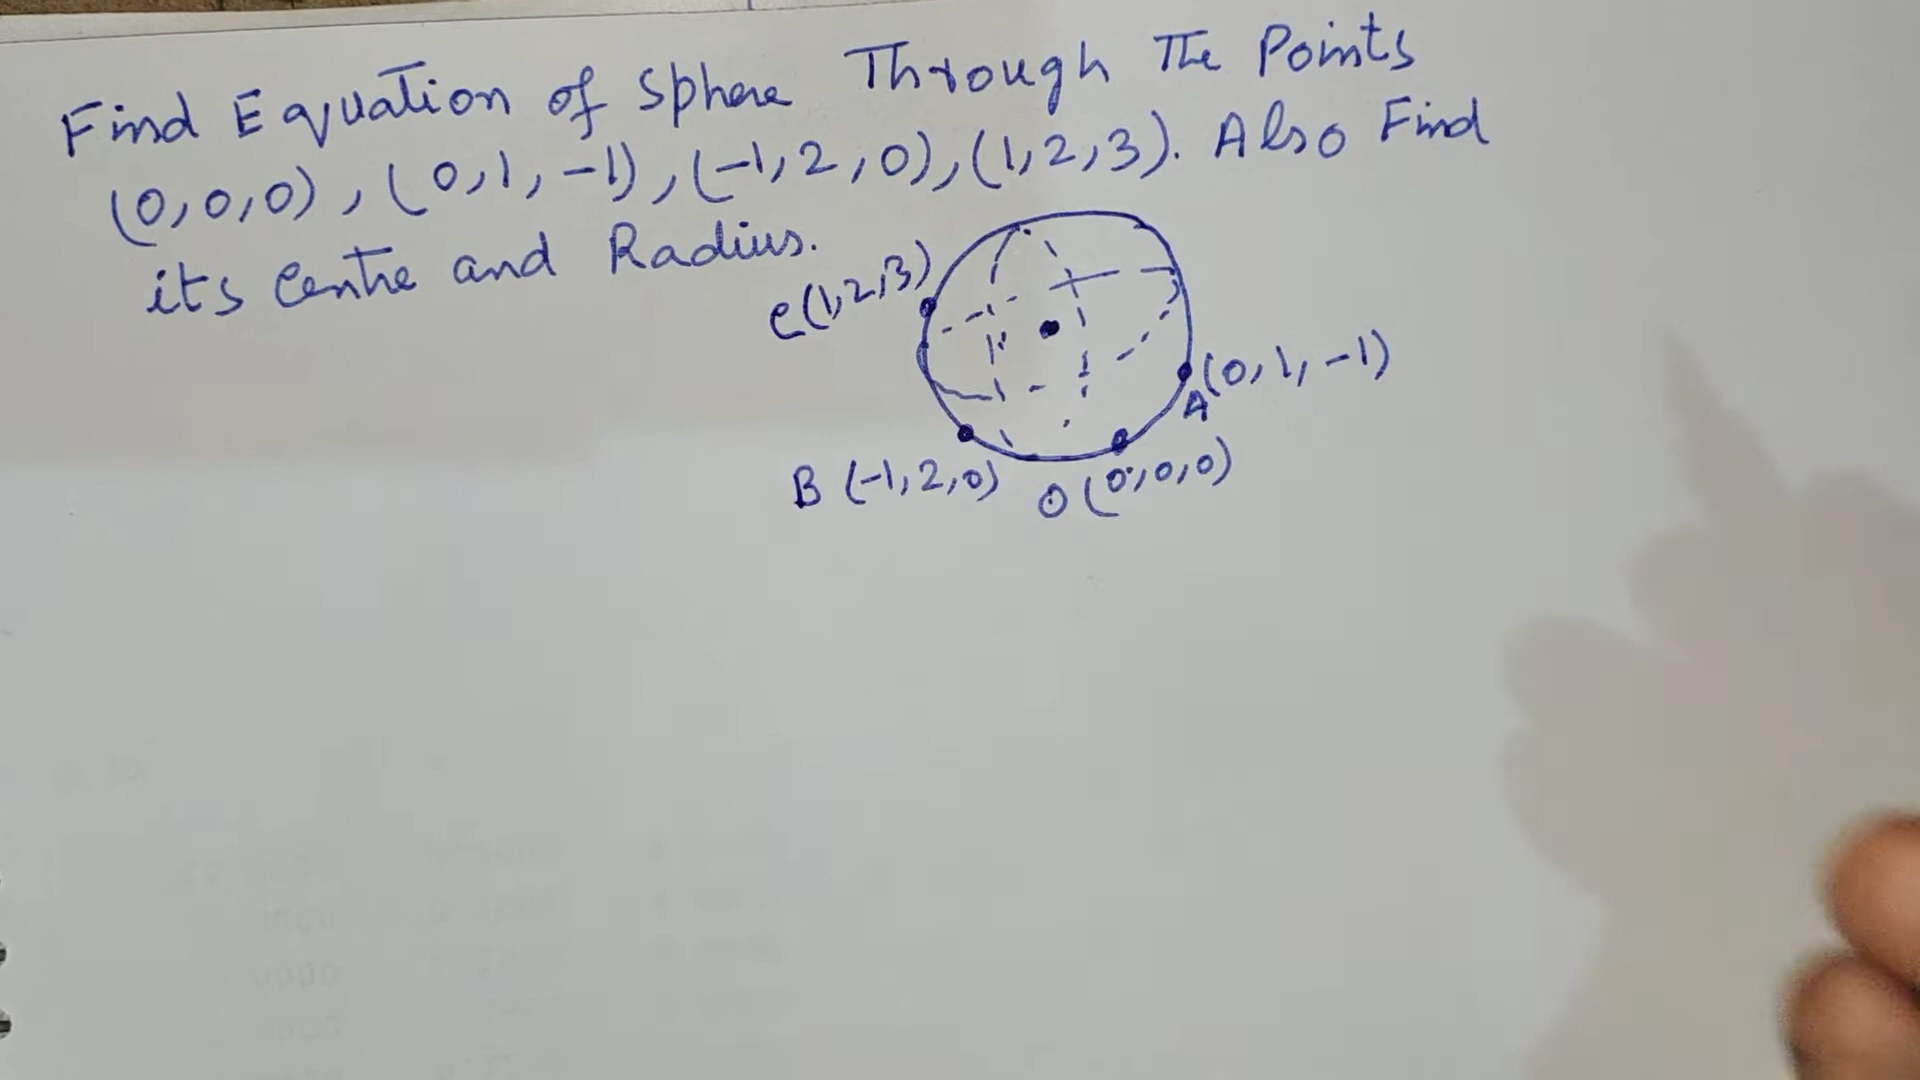 Find Equation of Sphere Through The Points
(0,0,0), (0,1,-1), (-1,2,0), (1,2,3). Also Find
its Centre and Radius.
C(1,2,3)
(0,1,-1)
A
B (-1,2,0)
O (0,0,0)